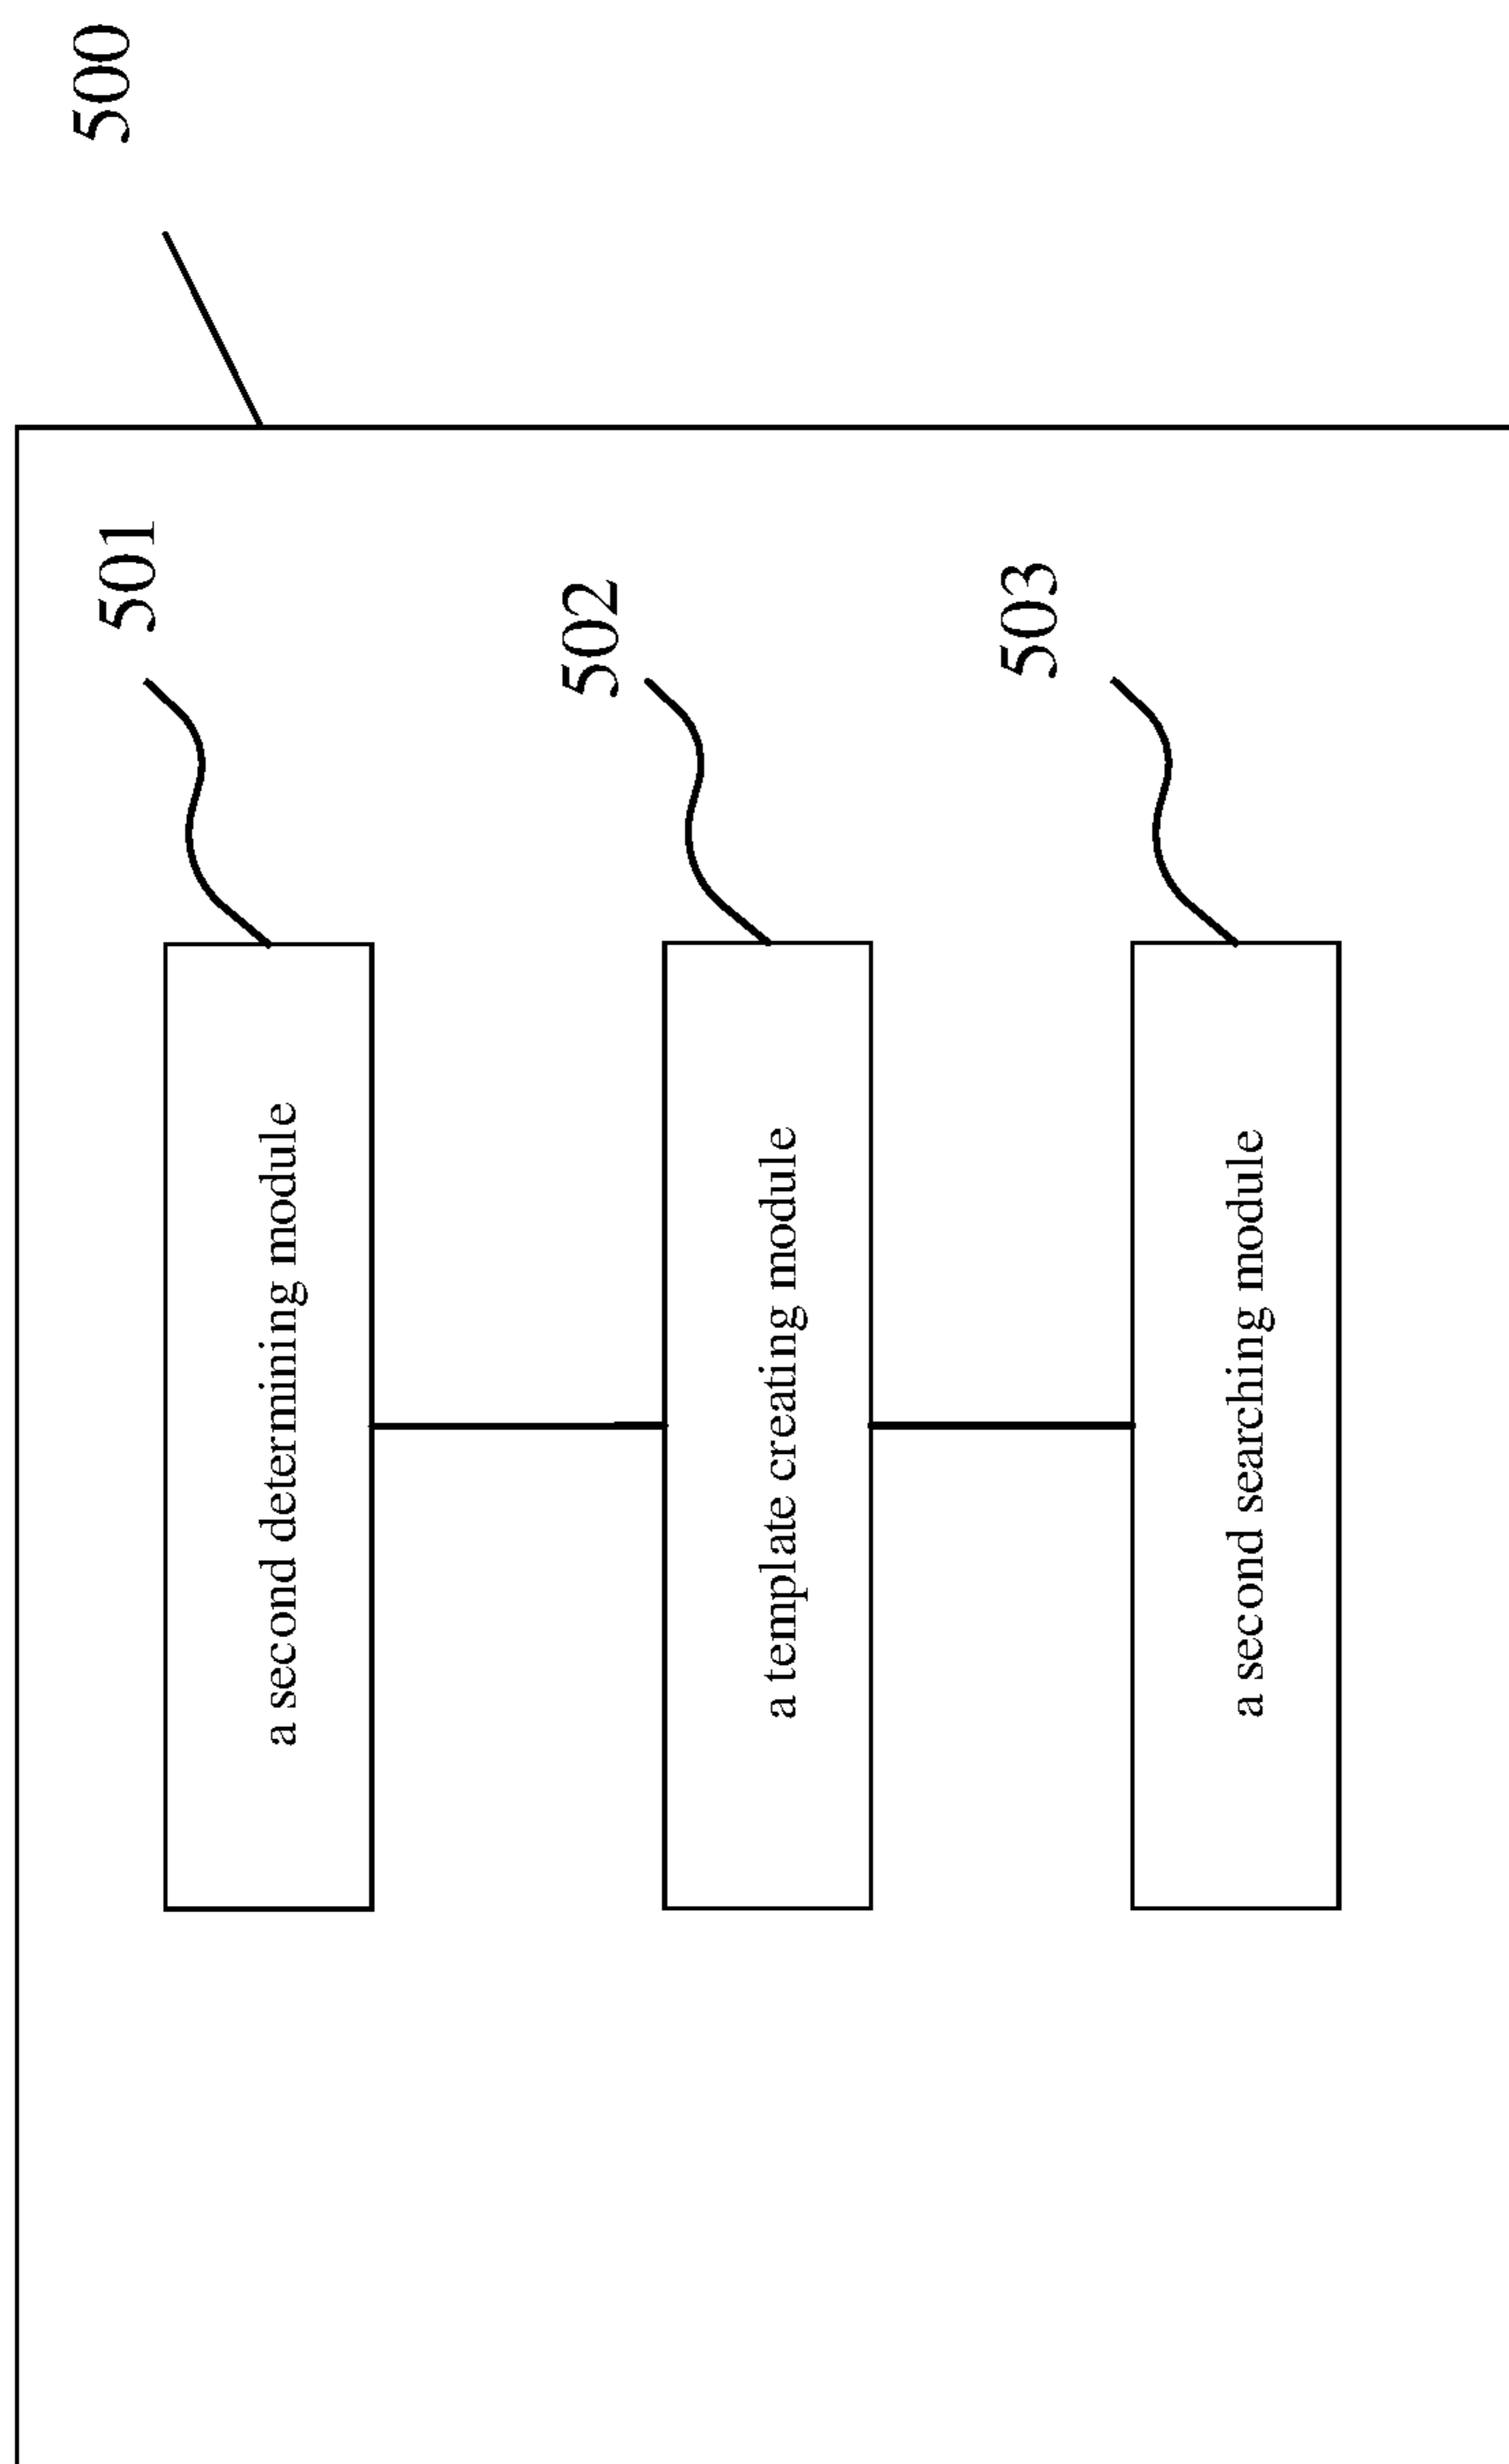 500
501
a second determining module
502
a template creating module
503
a second searching module